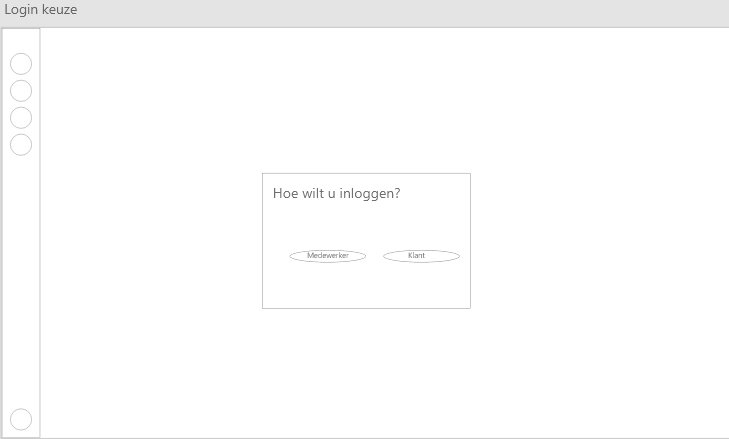 Login keuze
Hoe wilt u inloggen?
Medewerker
Klant